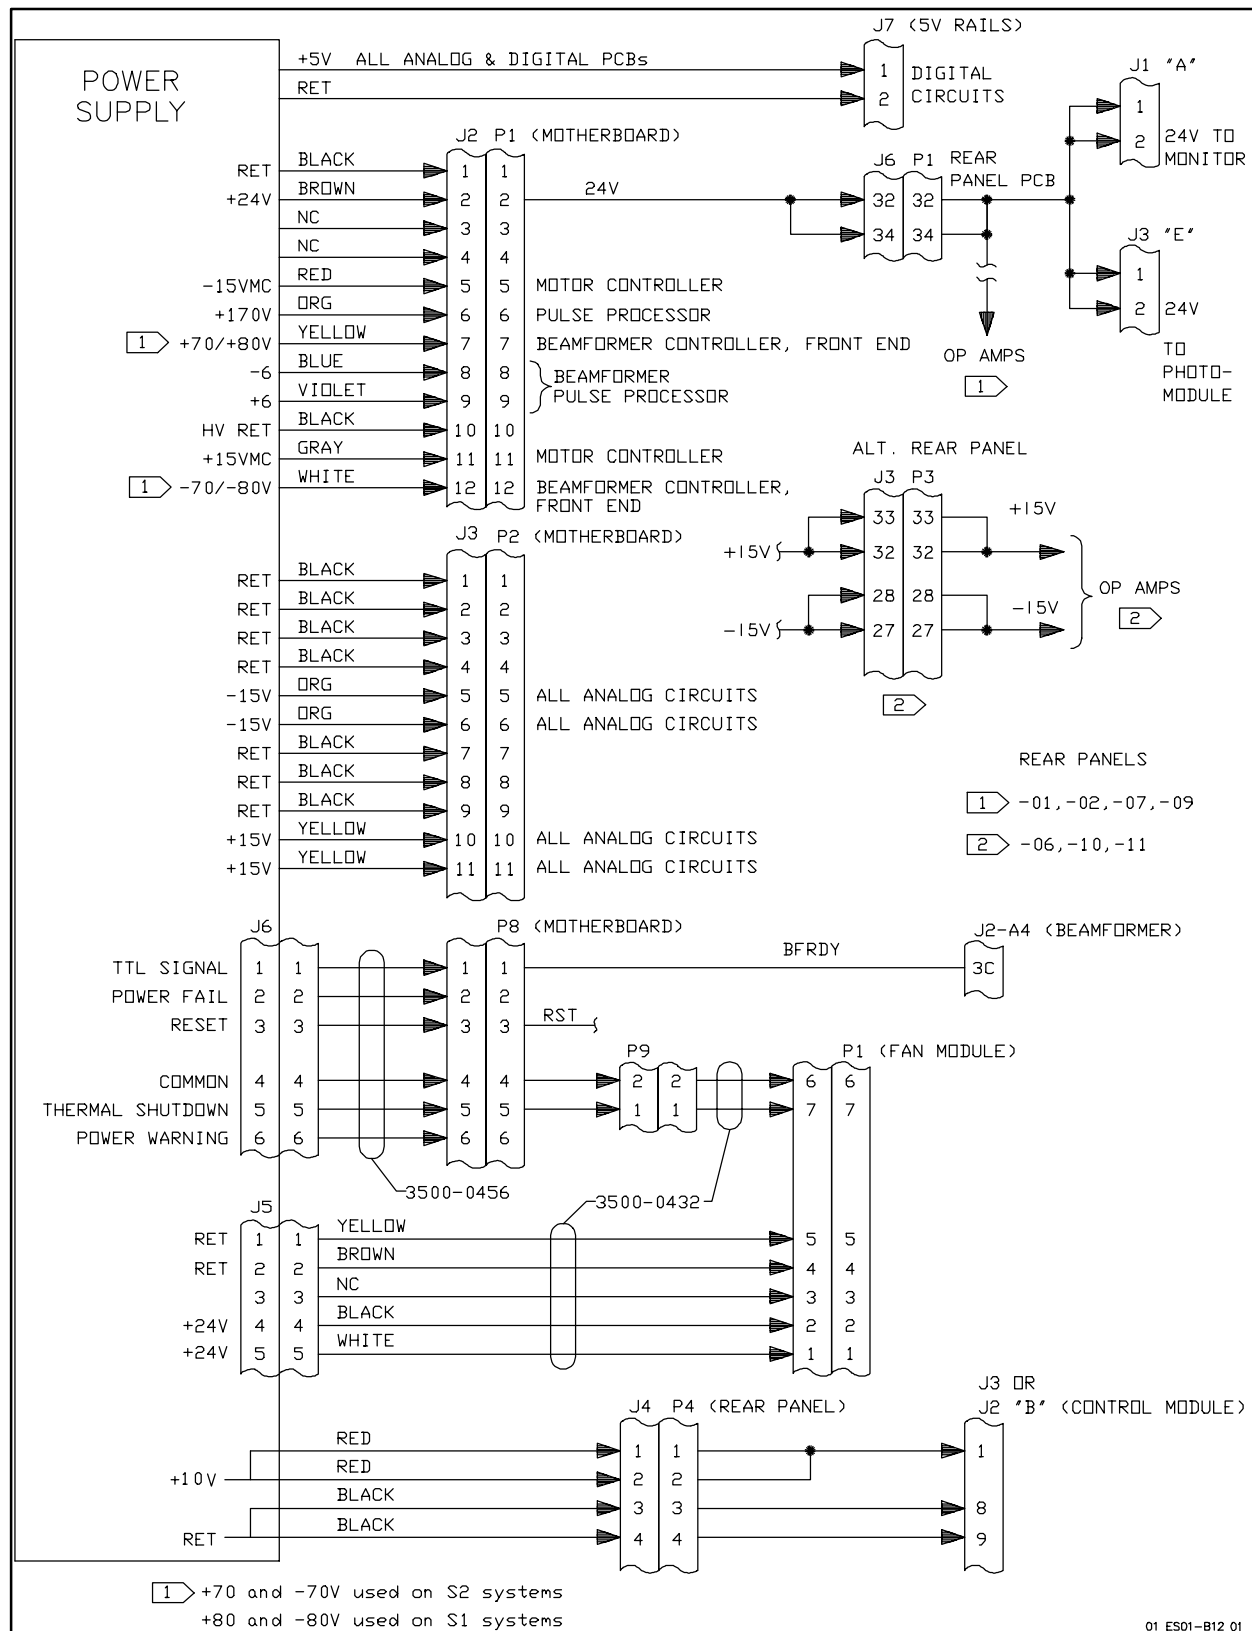 J7 (5V RAILS)
+5V ALL ANALOG & DIGITAL PCBs
RET
1
2
DIGITAL
CIRCUITS
POWER
SUPPLY
J1 "A"
1
2
24V TO
MONITOR
J2 P1 (MOTHERBOARD)
RET BLACK 1 1
+24V BROWN 2 2 24V
NC 3 3
NC 4 4
-15VMC RED 5 5 MOTOR CONTROLLER
+170V ORG 6 6 PULSE PROCESSOR
1 +70/+80V YELLOW 7 7 BEAMFORMER CONTROLLER, FRONT END
-6 BLUE 8 8 BEAMFORMER
+6 VIOLET 9 9 PULSE PROCESSOR
HV RET BLACK 10 10
+15VMC GRAY 11 11 MOTOR CONTROLLER
1 -70/-80V WHITE 12 12 BEAMFORMER CONTROLLER,
FRONT END
J6 P1 REAR
PANEL PCB
32 32
34 34
OP AMPS
1
J3 "E"
1
2 24V
TO
PHOTO-
MODULE
ALT. REAR PANEL
J3 P3
33 33 +15V
+15V 32 32
28 28 -15V
-15V 27 27
OP AMPS
2
2
J3 P2 (MOTHERBOARD)
RET BLACK 1 1
RET BLACK 2 2
RET BLACK 3 3
RET BLACK 4 4
-15V ORG 5 5 ALL ANALOG CIRCUITS
-15V ORG 6 6 ALL ANALOG CIRCUITS
RET BLACK 7 7
RET BLACK 8 8
RET BLACK 9 9
+15V YELLOW 10 10 ALL ANALOG CIRCUITS
+15V YELLOW 11 11 ALL ANALOG CIRCUITS
REAR PANELS
1 -01,-02,-07,-09
2 -06,-10,-11
J6 P8 (MOTHERBOARD)
J2-A4 (BEAMFORMER)
TTL SIGNAL 1 1 1 1 BFRDY 3C
POWER FAIL 2 2 2 2
RESET 3 3 3 3 RST
P9 P1 (FAN MODULE)
COMMON 4 4 4 4 2 2 6 6
THERMAL SHUTDOWN 5 5 5 5 1 1 7 7
POWER WARNING 6 6 6 6
3500-0456
3500-0432
J5
RET 1 1 YELLOW 5 5
RET 2 2 BROWN 4 4
3 3 NC 3 3
+24V 4 4 BLACK 2 2
+24V 5 5 WHITE 1 1
J3 OR
J4 P4 (REAR PANEL) J2 "B" (CONTROL MODULE)
RED 1 1 1
+10V RED 2 2
BLACK 3 3 8
RET BLACK 4 4 9
1 +70 and -70V used on S2 systems
+80 and -80V used on S1 systems
01 ES01-B12 01